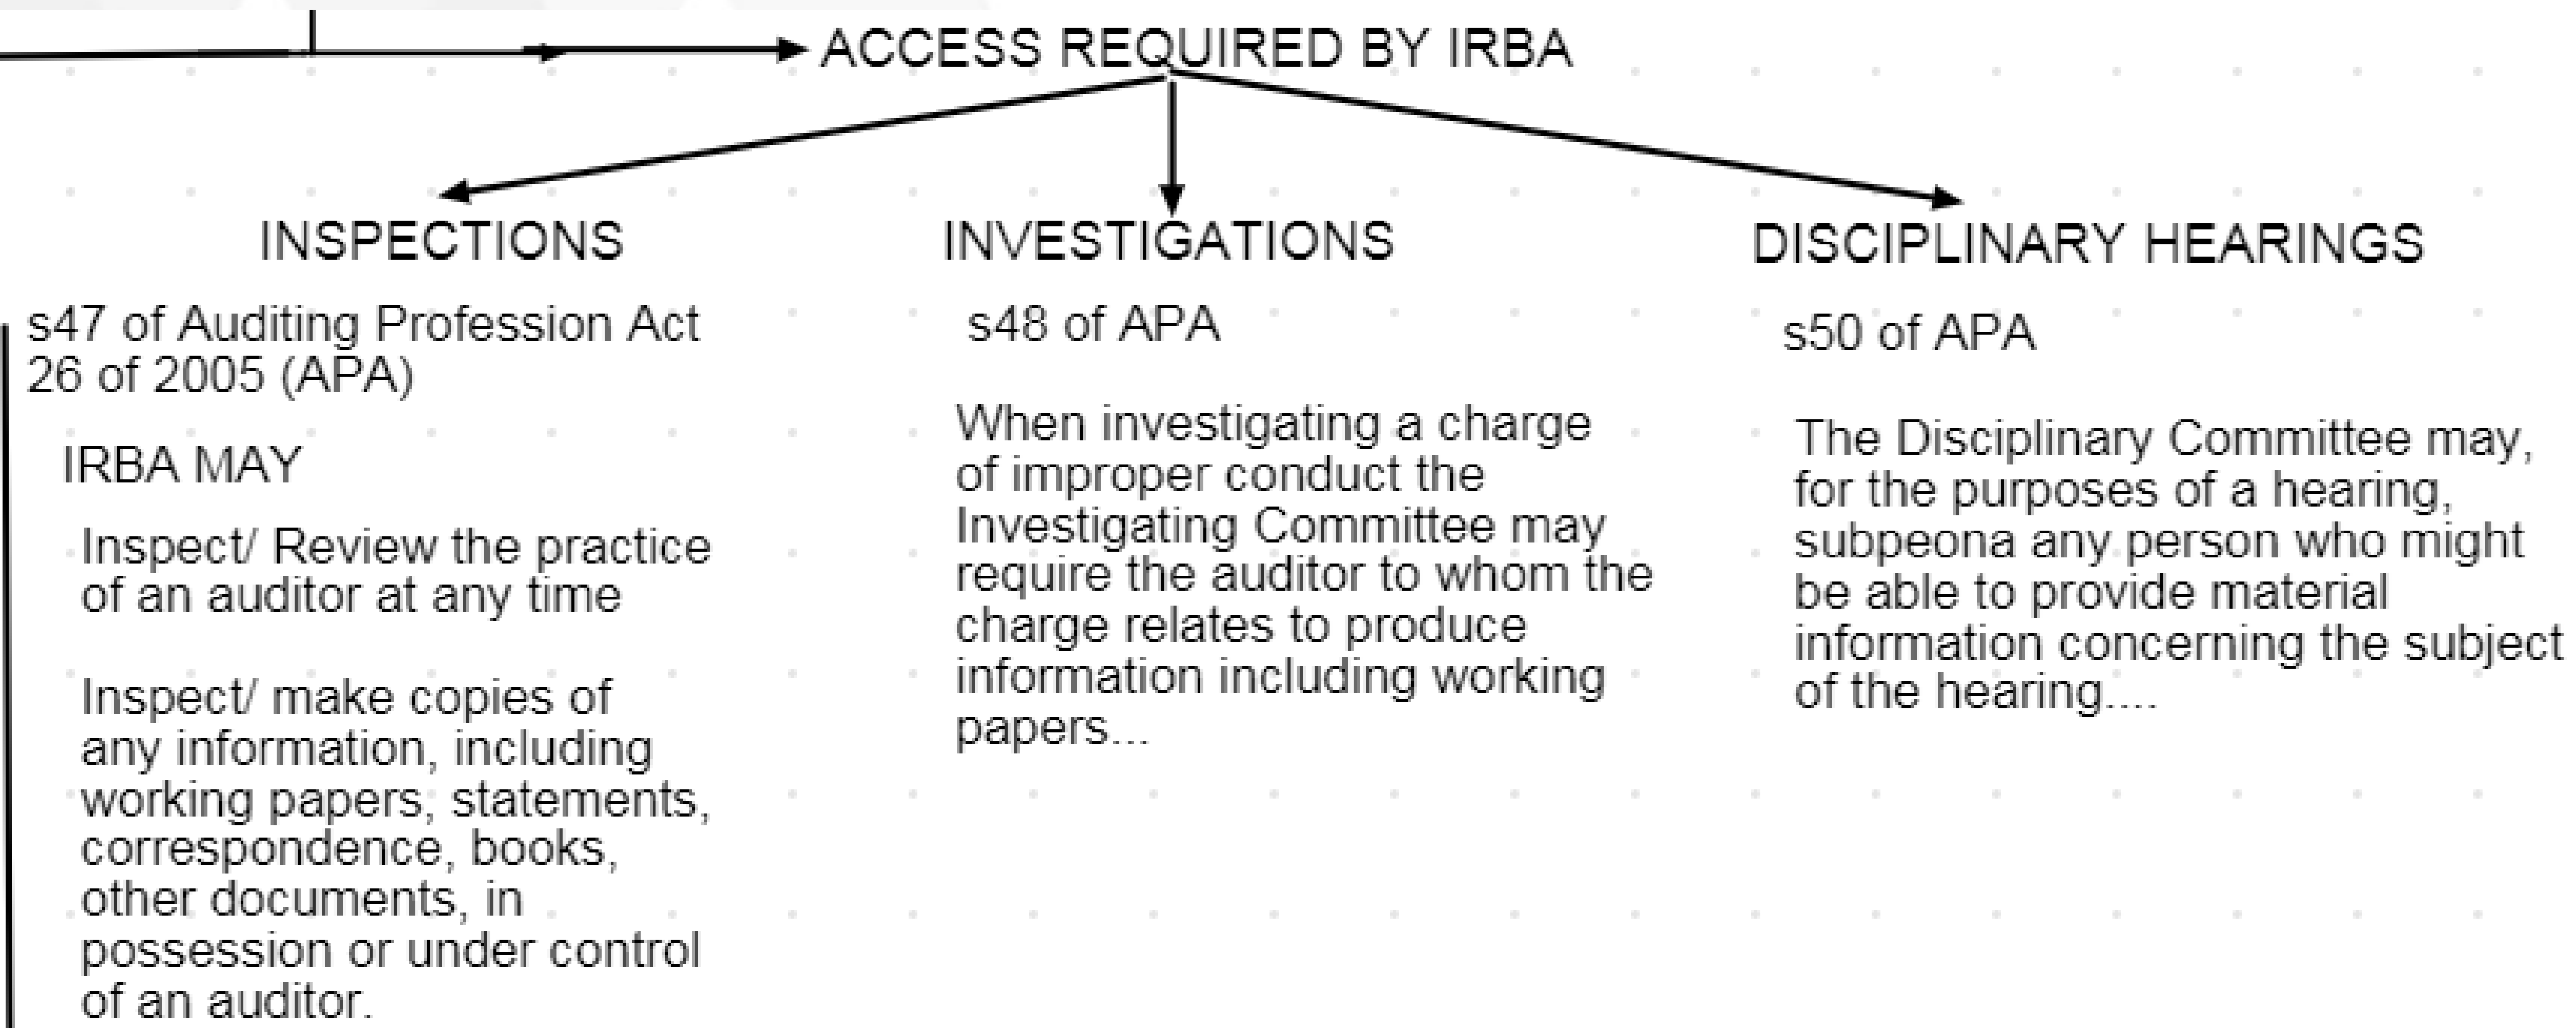 ACCESS REQUIRED BY IRBA
INSPECTIONS
s47 of Auditing Profession Act
26 of 2005 (APA)
IRBA MAY
Inspect/ Review the practice
of an auditor at any time
Inspect/ make copies of
any information, including
working papers, statements,
correspondence, books,
other documents, in
possession or under control
of an auditor.
INVESTIGATIONS
s48 of APA
When investigating a charge
of improper conduct the
Investigating Committee may
require the auditor to whom the
charge relates to produce
information including working
papers...
DISCIPLINARY HEARINGS
s50 of APA
The Disciplinary Committee may,
for the purposes of a hearing,
subpeona any person who might
be able to provide material
information concerning the subject
of the hearing....